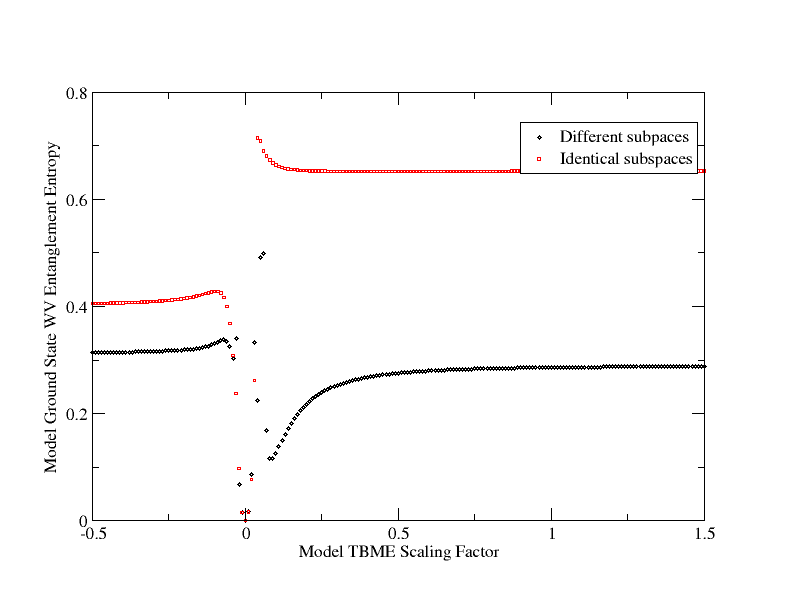 0.8
0.6
0.4
0.2
0
-0.5
0
0.5
1
1.5
Model Ground State WV Entanglement Entropy
Model TBME Scaling Factor
Different subpaces
Identical subspaces